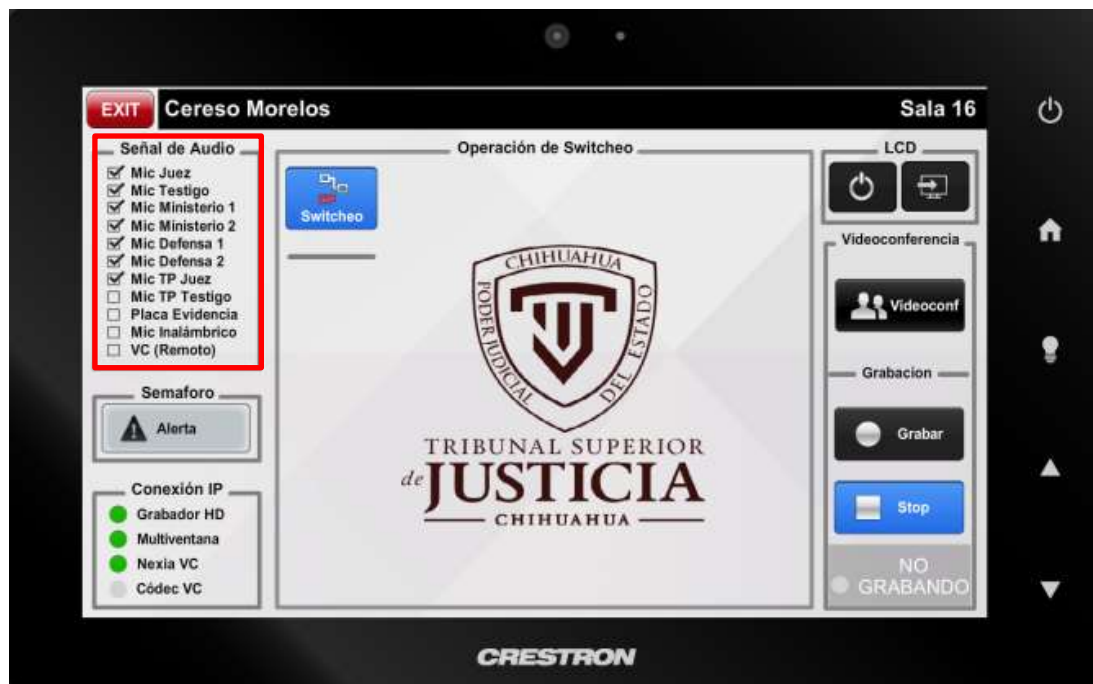 EXIT Cereso Morelos Sala 16
Señal de Audio
Mic Juez
Mic Testigo
Mic Ministerio 1
Mic Ministerio 2
Mic Defensa 1
Mic Defensa 2
Mic TP Juez
Mic TP Testigo
Placa Evidencia
Mic Inalámbrico
VC (Remoto)
Semaforo
Alerta
Conexión IP
Grabador HD
Multiventana
Nexia VC
Códec VC
Operación de Switcheo
Switcheo
CHIHUAHUA
PODER JUDICIAL
DEL ESTADO
TRIBUNAL SUPERIOR
de JUSTICIA
CHIHUAHUA
LCD
Videoconferencia
Videoconf
Grabacion
Grabar
Stop
NO
GRABANDO
CRESTRON